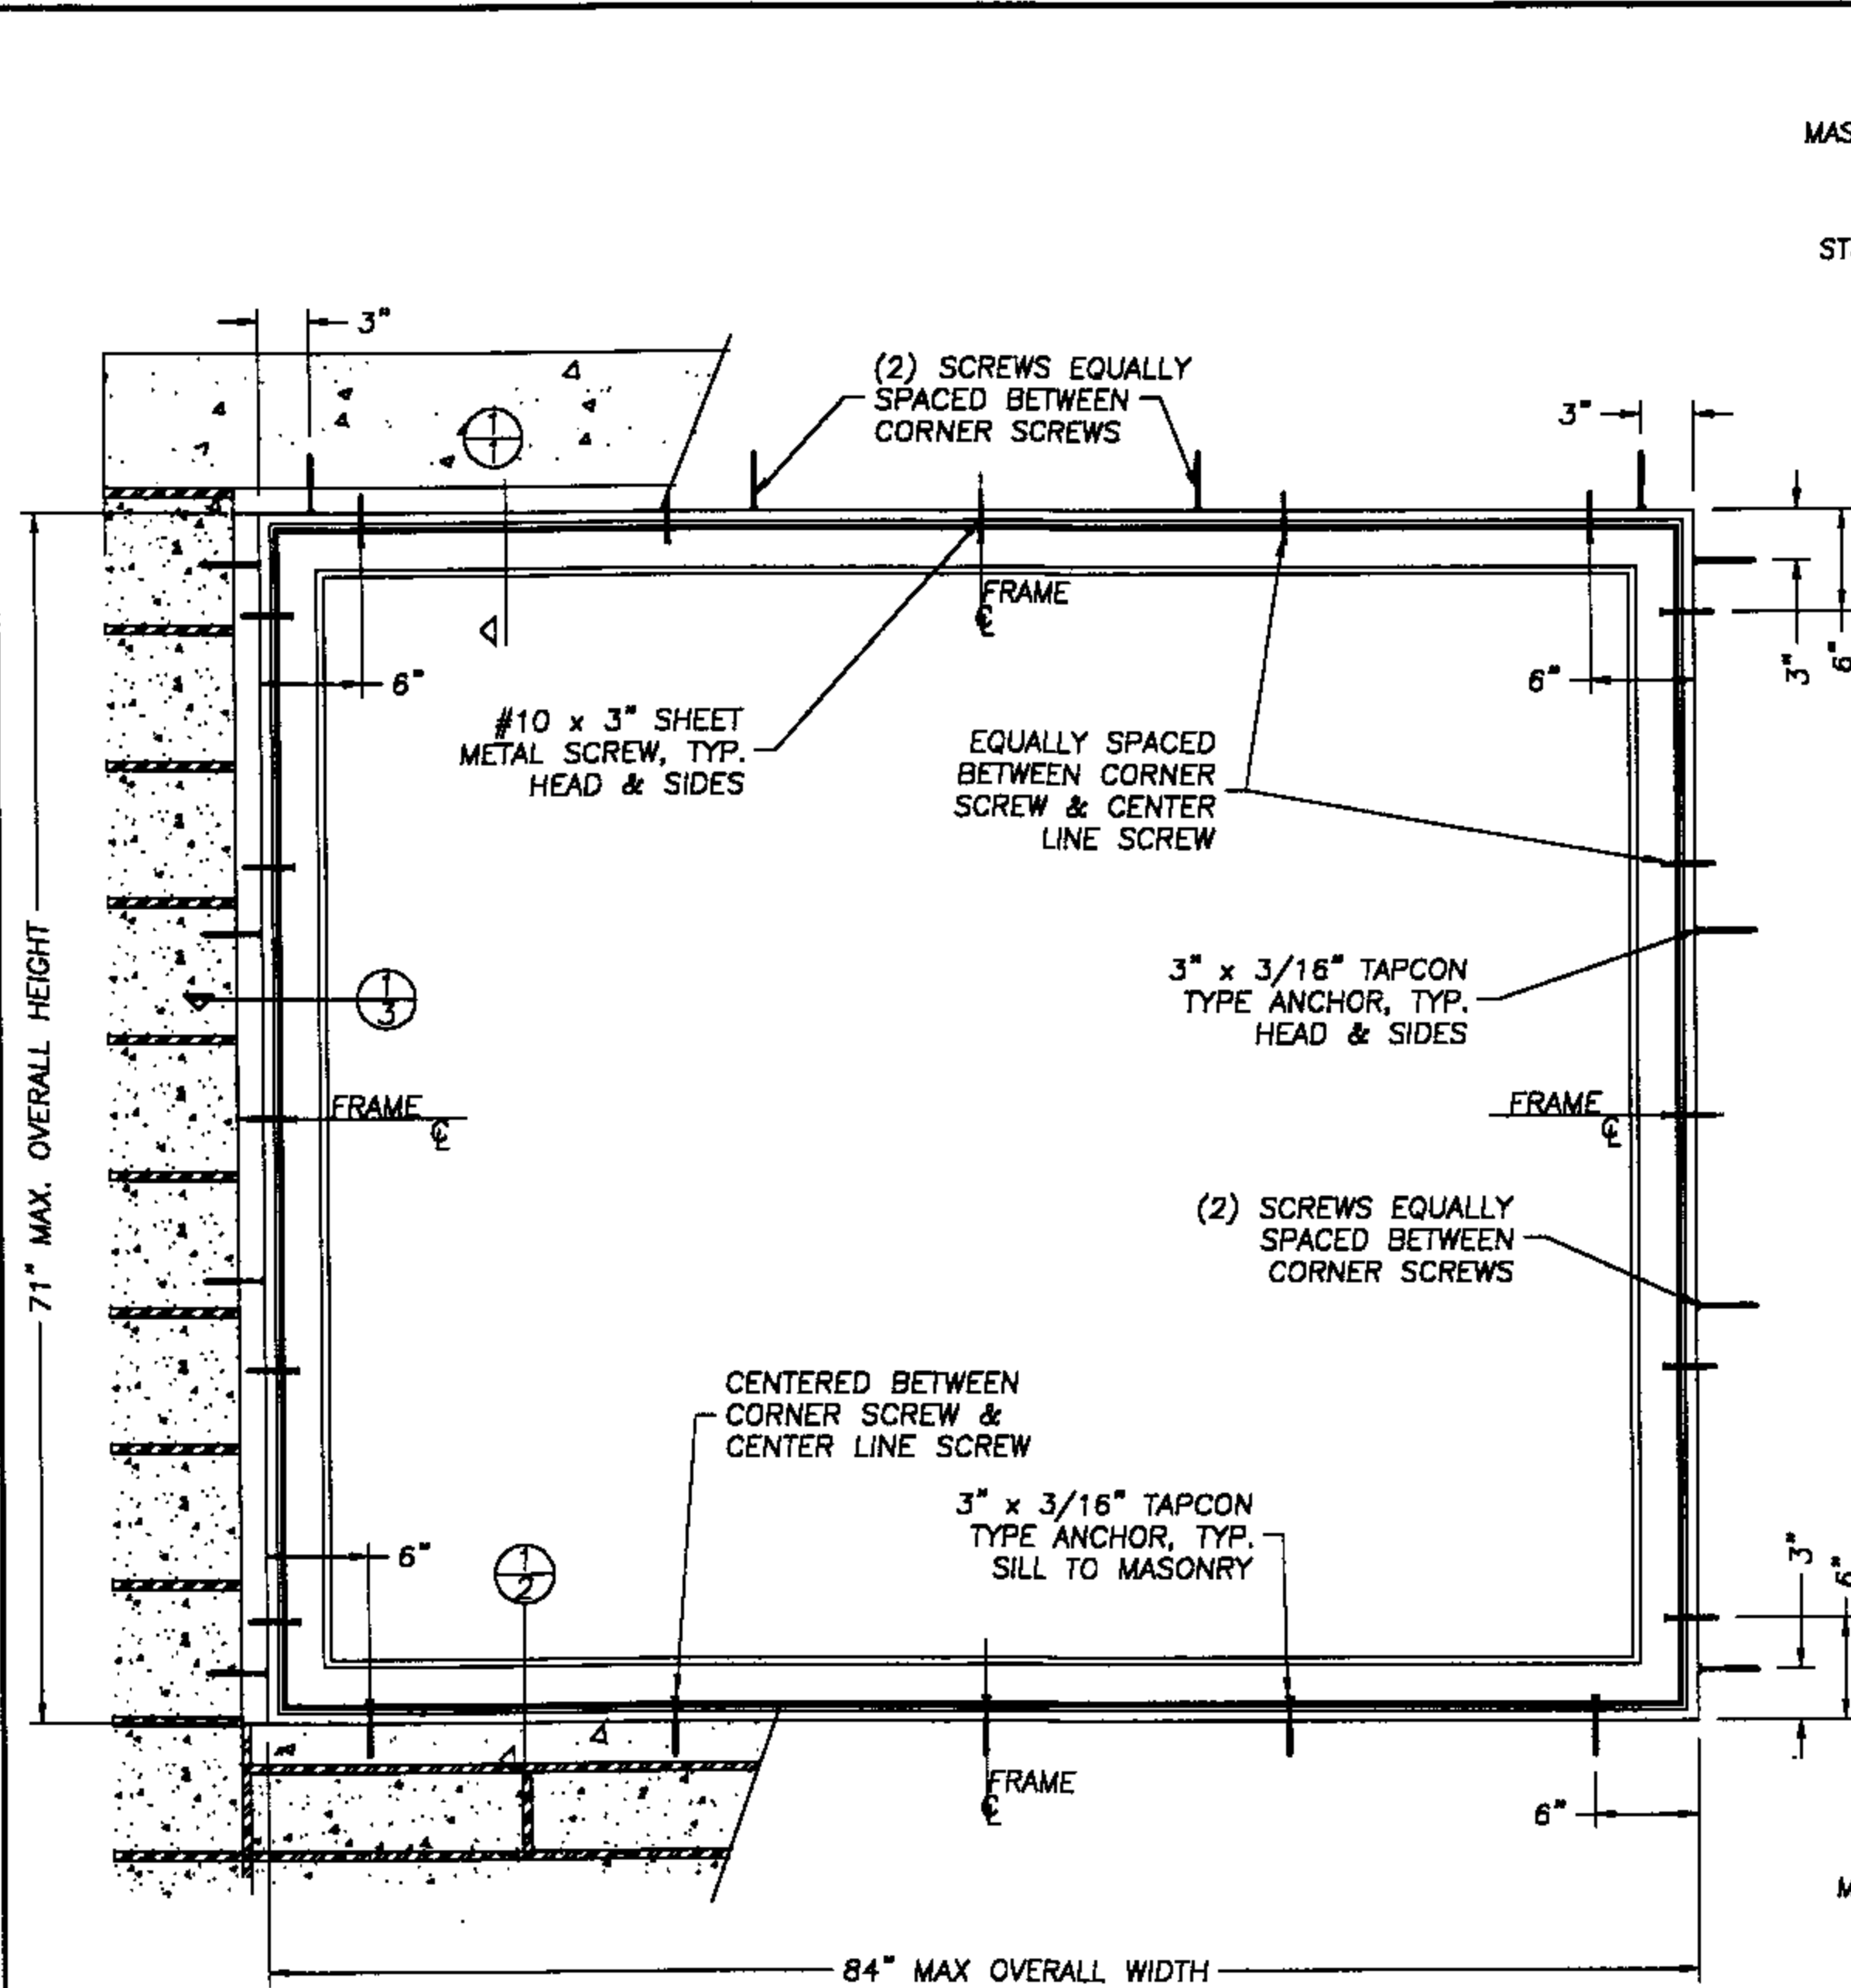 3"
(2) SCREWS EQUALLY
SPACED BETWEEN
CORNER SCREWS
3"
1
1
FRAME
℄
6"
6"
3"
6"
#10 x 3" SHEET
METAL SCREW, TYP.
HEAD & SIDES
EQUALLY SPACED
BETWEEN CORNER
SCREW & CENTER
LINE SCREW
71" MAX. OVERALL HEIGHT
3" x 3/16" TAPCON
TYPE ANCHOR, TYP.
HEAD & SIDES
1
3
FRAME
℄
FRAME
℄
(2) SCREWS EQUALLY
SPACED BETWEEN
CORNER SCREWS
CENTERED BETWEEN
CORNER SCREW &
CENTER LINE SCREW
3" x 3/16" TAPCON
TYPE ANCHOR, TYP.
SILL TO MASONRY
6"
1
2
3"
6"
FRAME
℄
6"
84" MAX OVERALL WIDTH